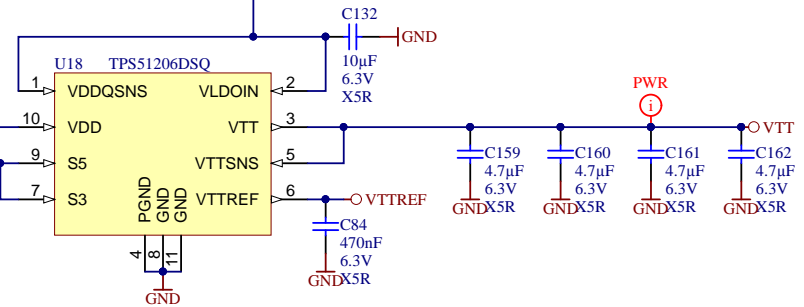 C132
GND
10µF
6.3V
X5R
U18 TPS51206DSQ
1 VDDQSNS VLDOIN 2
10 VDD VTT 3
9 S5 VTTSNS 5
7 S3 VTTREF 6
PGND GND GND
4 8 11
GND
PWR
i
VTT
VTTREF
C84
470nF
6.3V
GND X5R
C159
4.7µF
6.3V
GND X5R
C160
4.7µF
6.3V
GND X5R
C161
4.7µF
6.3V
GND X5R
C162
4.7µF
6.3V
GND X5R